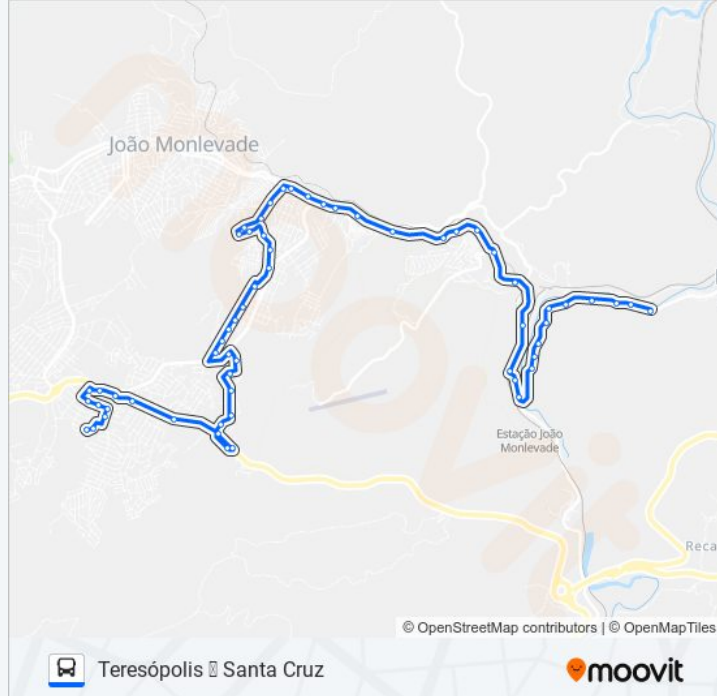 João Monlevade
Estação João
Monlevade
Reca
© OpenStreetMap contributors | © OpenMapTiles
Teresópolis  Santa Cruz
moovit